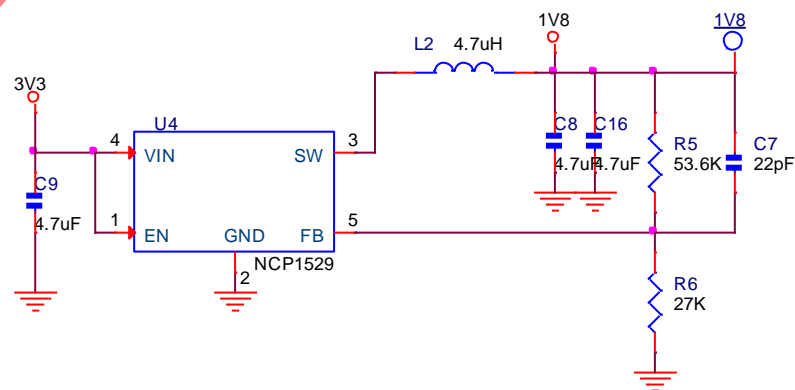 1V8
1V8
L2 4.7uH
3V3
U4
4
3
VIN
SW
C8
C16
R5
C7
4.7uF
4.7uF
53.6K
22pF
C9
4.7uF
1
5
EN
GND
FB
NCP1529
2
R6
27K